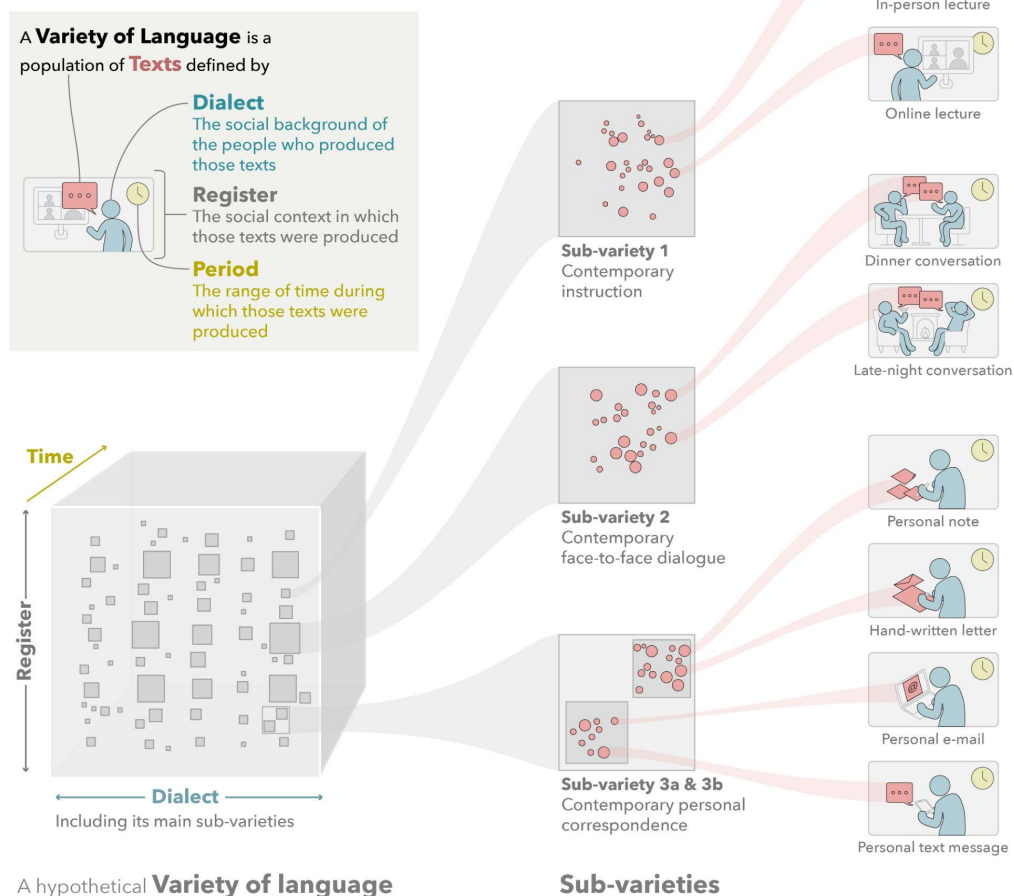 A Variety of Language is a
population of Texts defined by
Dialect
The social background of
the people who produced
those texts
Register
The social context in which
those texts were produced
Period
The range of time during
which those texts were
produced
Time
Register
Dialect
Including its main sub-varieties
A hypothetical Variety of language
Sub-variety 1
Contemporary
instruction
Sub-variety 2
Contemporary
face-to-face dialogue
Sub-variety 3a & 3b
Contemporary personal
correspondence
Sub-varieties
In-person lecture
Online lecture
Dinner conversation
Late-night conversation
Personal note
Hand-written letter
@
Personal e-mail
Personal text message